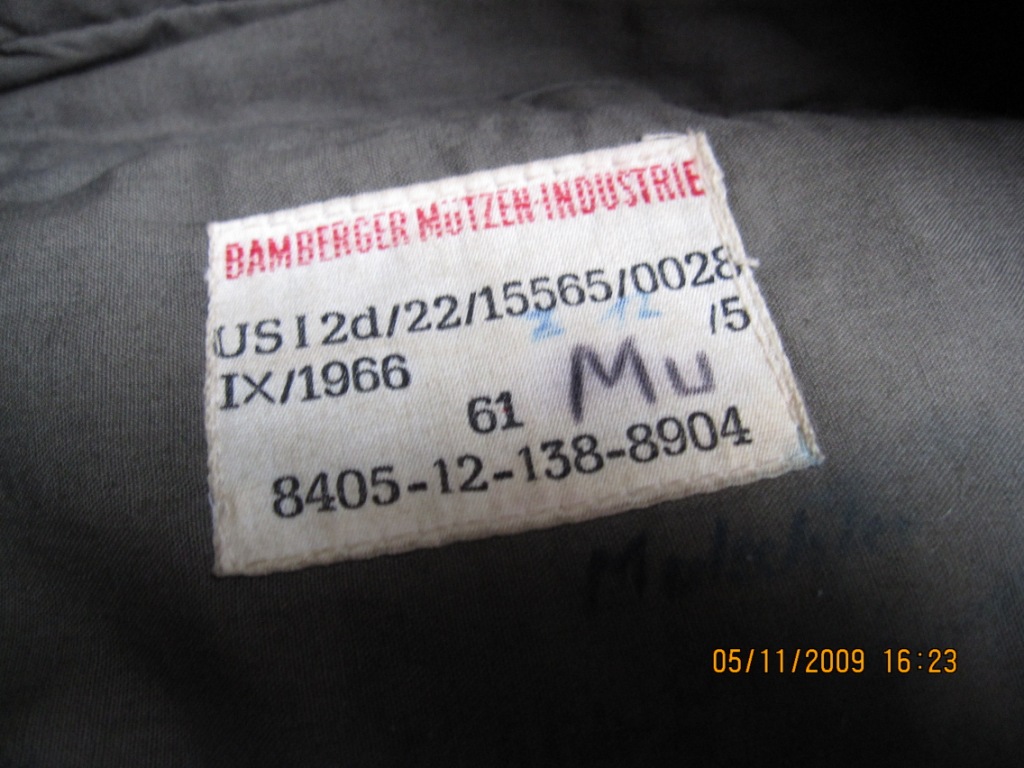 BAMBERGER MÜTZEN-INDUSTRIE
US I 2d/22/15565/0028
/5
IX/1966
Mu
61
8405-12-138-8904
05/11/2009 16:23